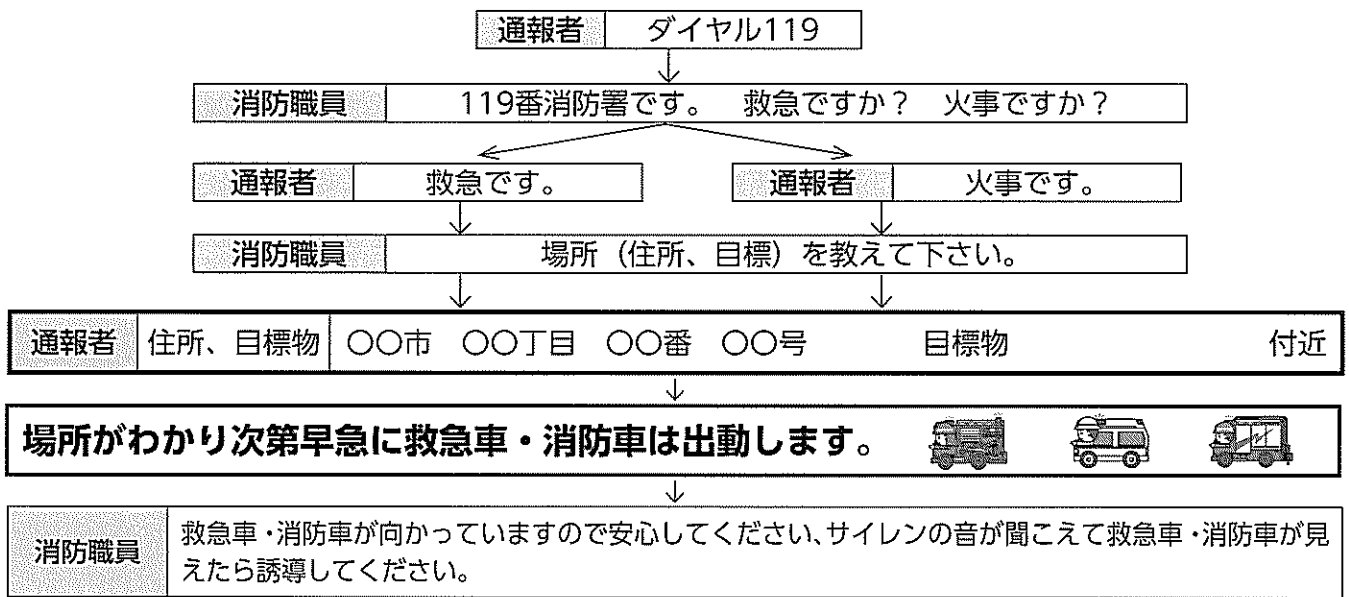 通報者 ダイヤル119
消防職員 119番消防署です。 救急ですか？ 火事ですか？
通報者 救急です。 通報者 火事です。
消防職員 場所（住所、目標）を教えて下さい。
通報者 住所、目標物 〇〇市 〇〇丁目 〇〇番 〇〇号 目標物 付近
場所がわかり次第早急に救急車・消防車は出動します。
消防職員 救急車・消防車が向かっていますので安心してください、サイレンの音が聞こえて救急車・消防車が見
えたら誘導してください。